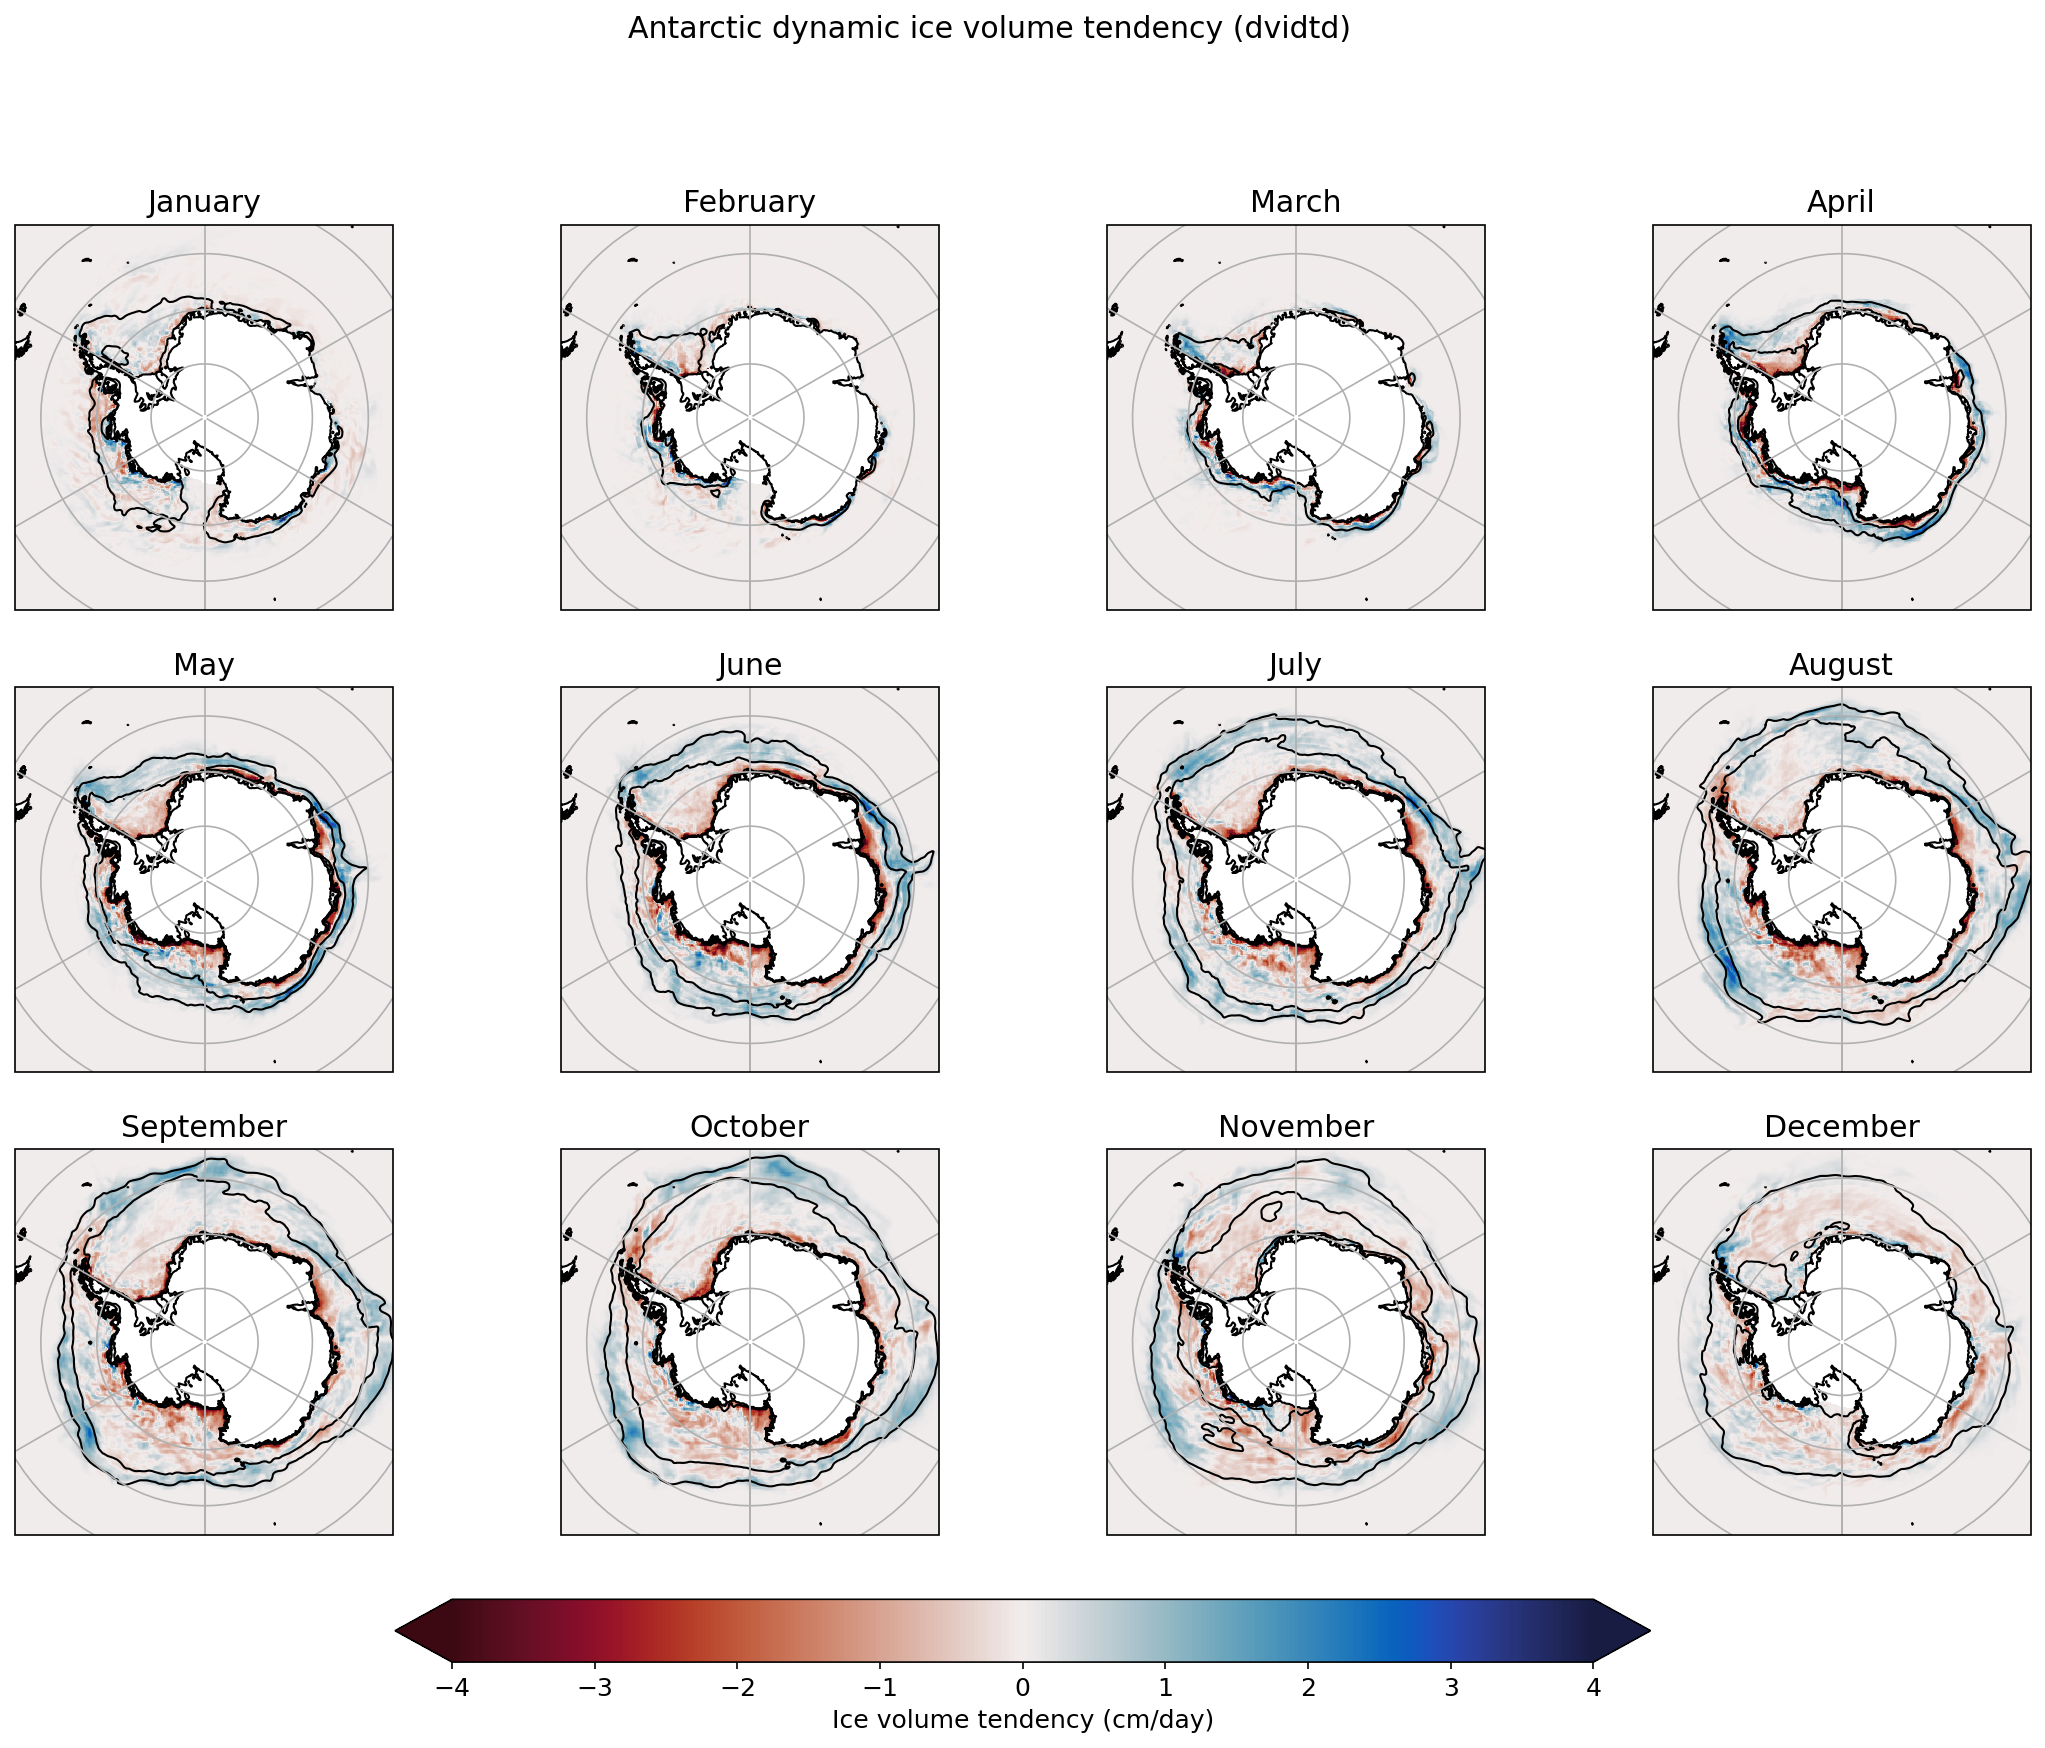 Antarctic dynamic ice volume tendency (dvidtd)
January February March April
May June July August
September October November December
−4 −3 −2 −1 0 1 2 3 4
Ice volume tendency (cm/day)